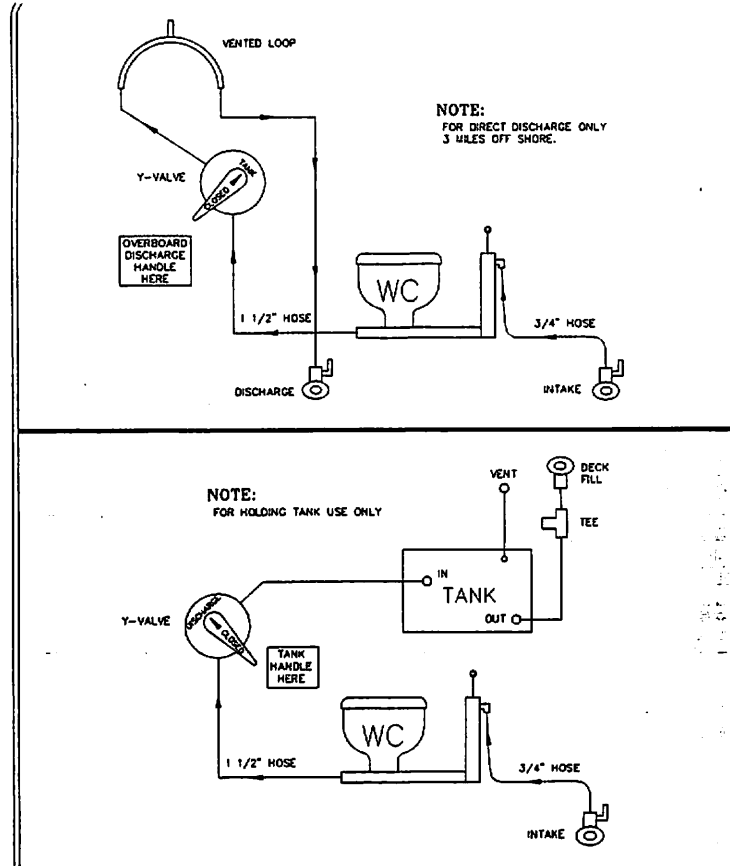 VENTED LOOP
NOTE:
FOR DIRECT DISCHARGE ONLY
3 MILES OFF SHORE.
Y-VALVE
TANK
CLOSED
OVERBOARD
DISCHARGE
HANDLE
HERE
WC
1 1/2" HOSE
3/4" HOSE
DISCHARGE
INTAKE
NOTE:
FOR HOLDING TANK USE ONLY
VENT
DECK
FILL
TEE
IN
TANK
OUT
Y-VALVE
DISCHARGE
CLOSED
TANK
HANDLE
HERE
WC
1 1/2" HOSE
3/4" HOSE
INTAKE